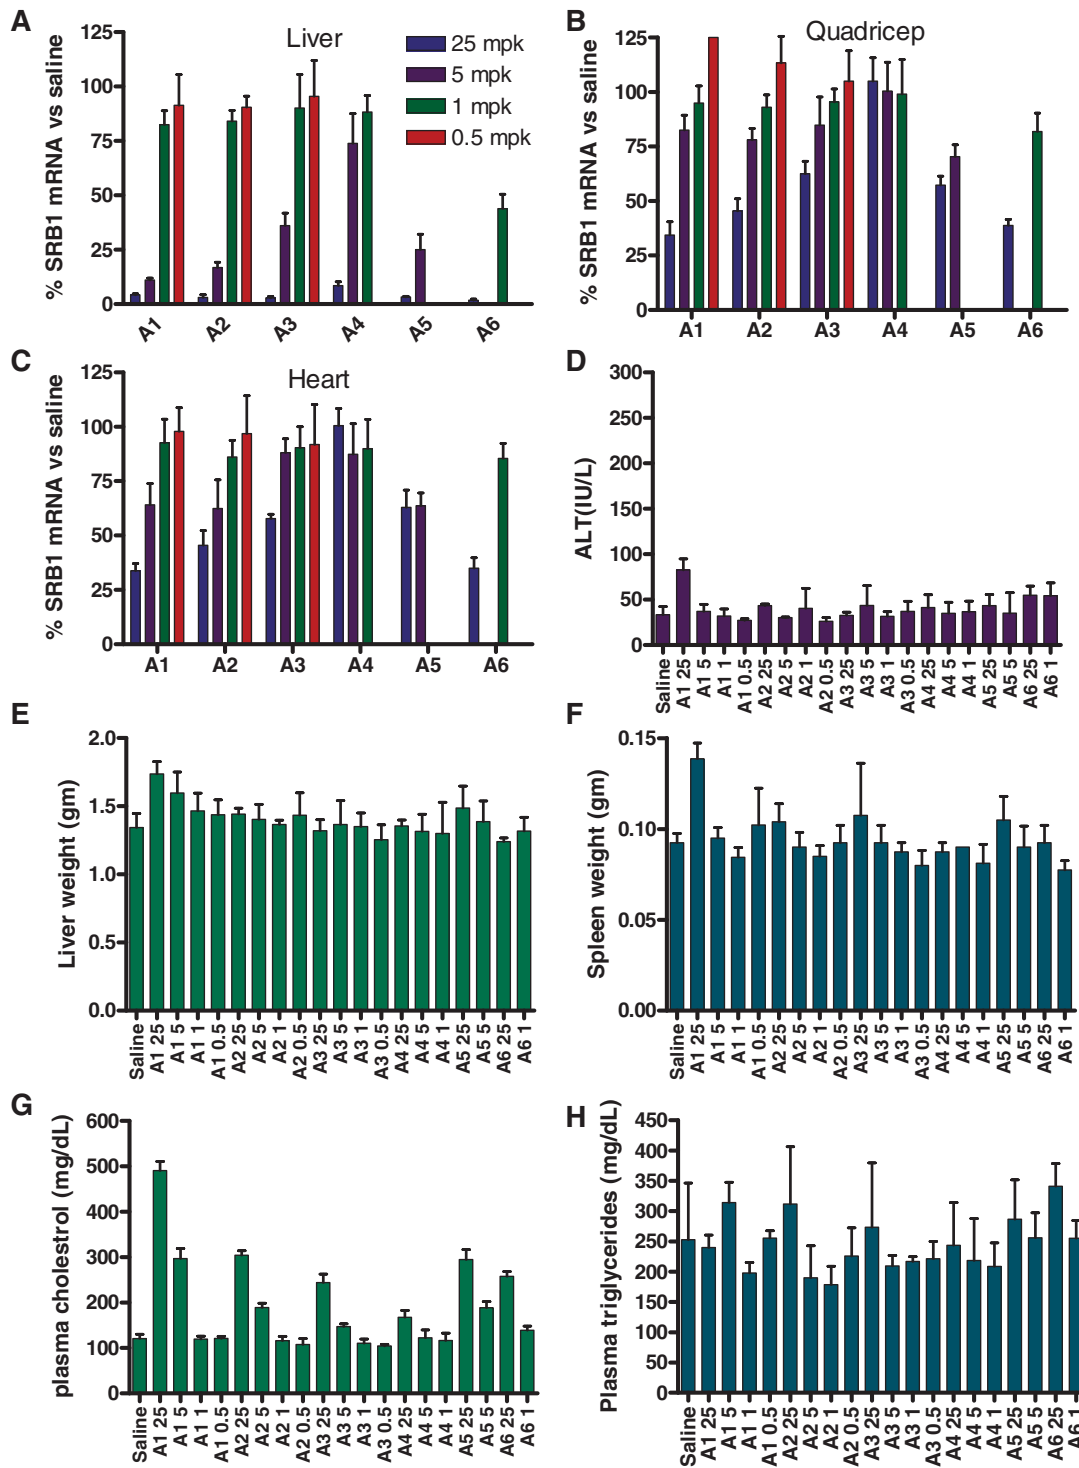 A
Liver
% SRB1 mRNA vs saline
125
100
75
50
25
0
25 mpk
5 mpk
1 mpk
0.5 mpk
A1 A2 A3 A4 A5 A6
B
Quadricep
% SRB1 mRNA vs saline
125
100
75
50
25
0
A1 A2 A3 A4 A5 A6
C
Heart
% SRB1 mRNA vs saline
125
100
75
50
25
0
A1 A2 A3 A4 A5 A6
D
ALT(IU/L)
300
250
200
150
100
50
0
Saline A1 25 A1 5 A1 1 A1 0.5 A2 25 A2 5 A2 1 A2 0.5 A3 25 A3 5 A3 1 A3 0.5 A4 25 A4 5 A4 1 A5 25 A5 5 A6 25 A6 1
E
Liver weight (gm)
2.0
1.5
1.0
0.5
0.0
Saline A1 25 A1 5 A1 1 A1 0.5 A2 25 A2 5 A2 1 A2 0.5 A3 25 A3 5 A3 1 A3 0.5 A4 25 A4 5 A4 1 A5 25 A5 5 A6 25 A6 1
F
Spleen weight (gm)
0.15
0.10
0.05
0.00
Saline A1 25 A1 5 A1 1 A1 0.5 A2 25 A2 5 A2 1 A2 0.5 A3 25 A3 5 A3 1 A3 0.5 A4 25 A4 5 A4 1 A5 25 A5 5 A6 25 A6 1
G
plasma cholestrol (mg/dL)
600
500
400
300
200
100
0
Saline A1 25 A1 5 A1 1 A1 0.5 A2 25 A2 5 A2 1 A2 0.5 A3 25 A3 5 A3 1 A3 0.5 A4 25 A4 5 A4 1 A5 25 A5 5 A6 25 A6 1
H
Plasma triglycerides (mg/dL)
450
400
350
300
250
200
150
100
50
0
Saline A1 25 A1 5 A1 1 A1 0.5 A2 25 A2 5 A2 1 A2 0.5 A3 25 A3 5 A3 1 A3 0.5 A4 25 A4 5 A4 1 A5 25 A5 5 A6 25 A6 1